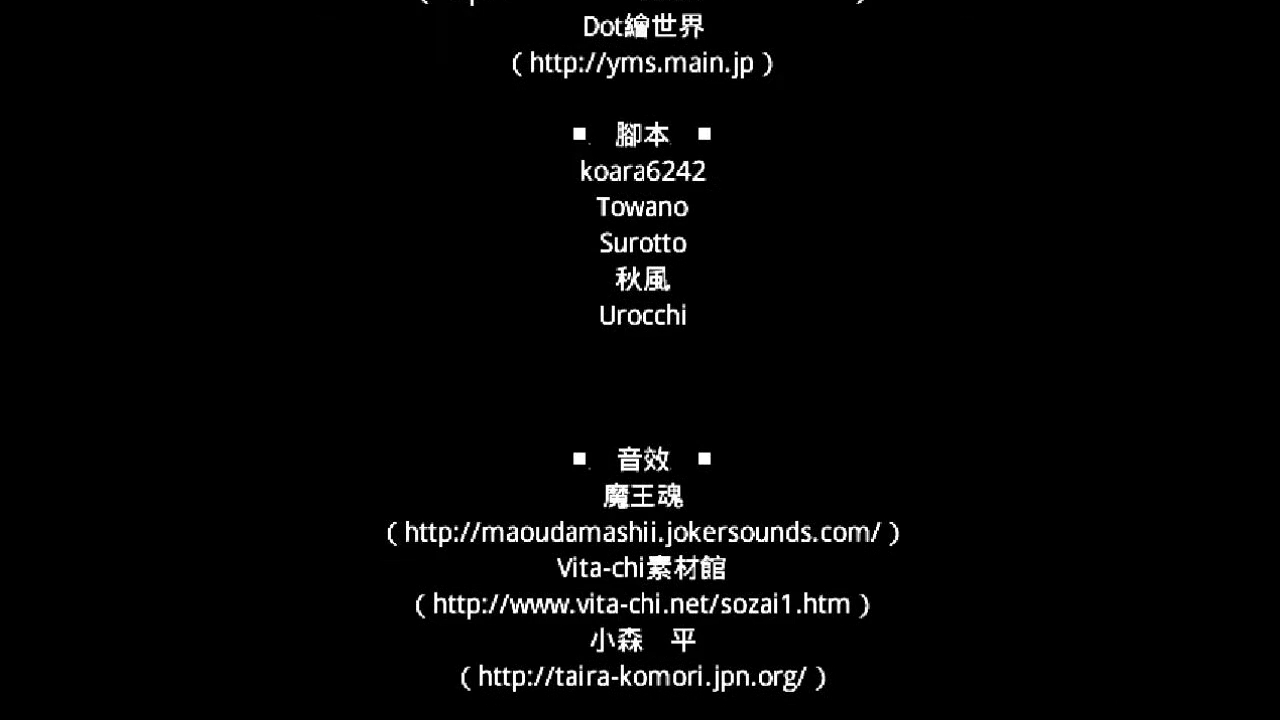 Dot繪世界
( http://yms.main.jp )
■ 腳本 ■
koara6242
Towano
Surotto
秋風
Urocchi
■ 音效 ■
魔王魂
( http://maoudamashii.jokersounds.com/ )
Vita-chi素材館
( http://www.vita-chi.net/sozai1.htm )
小森　平
( http://taira-komori.jpn.org/ )